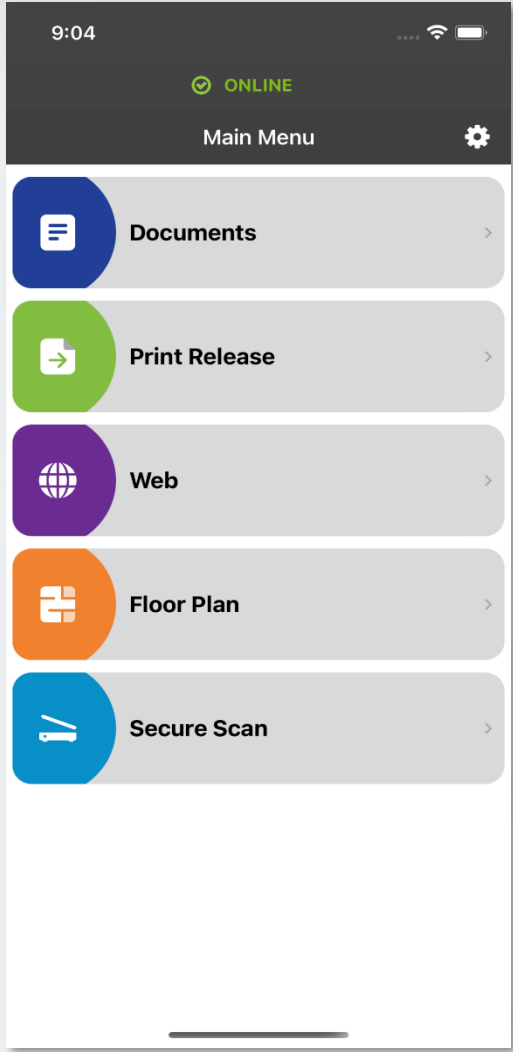 9:04
ONLINE
Main Menu
Documents
Print Release
Web
Floor Plan
Secure Scan